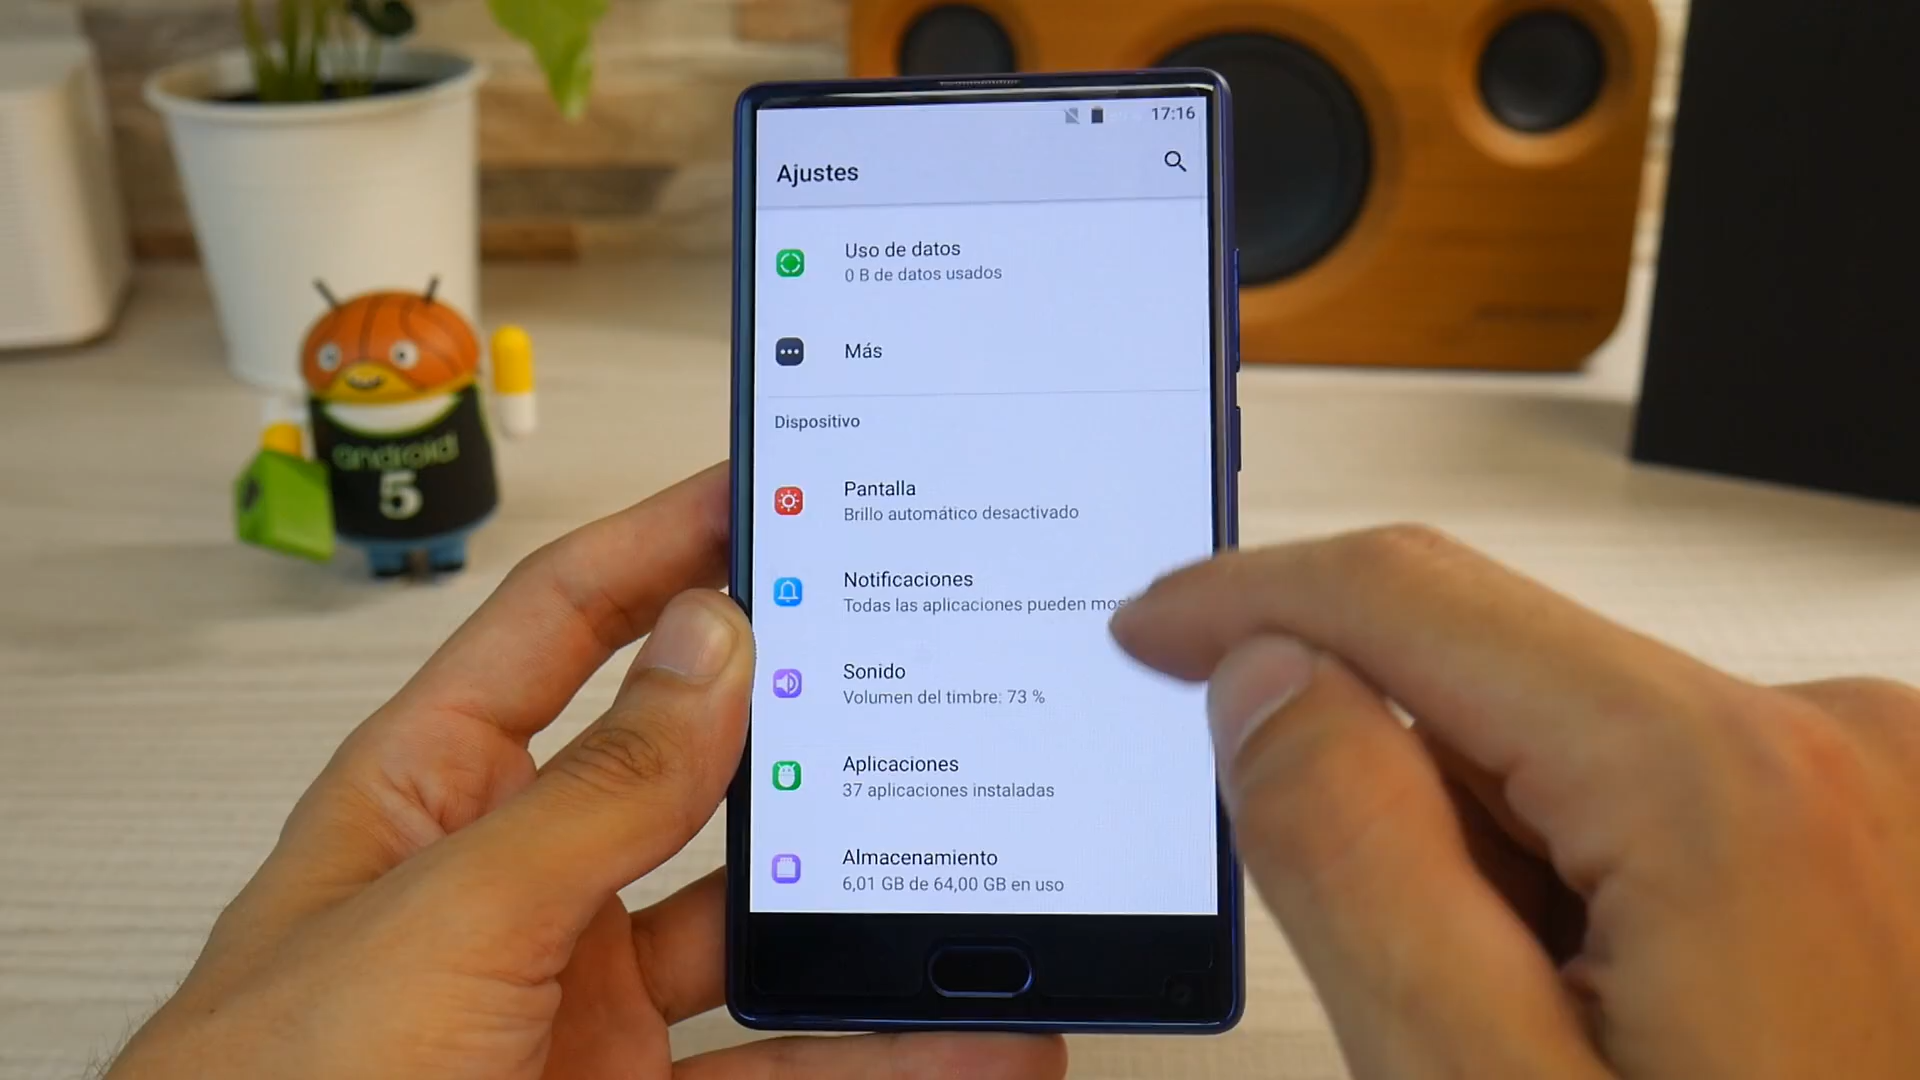 17:16
Ajustes
Uso de datos
0 B de datos usados
Más
Dispositivo
Pantalla
Brillo automático desactivado
Notificaciones
Todas las aplicaciones pueden
Sonido
Volumen del timbre: 73 %
Aplicaciones
37 aplicaciones instaladas
Almacenamiento
6,01 GB de 64,00 GB en uso
android
5